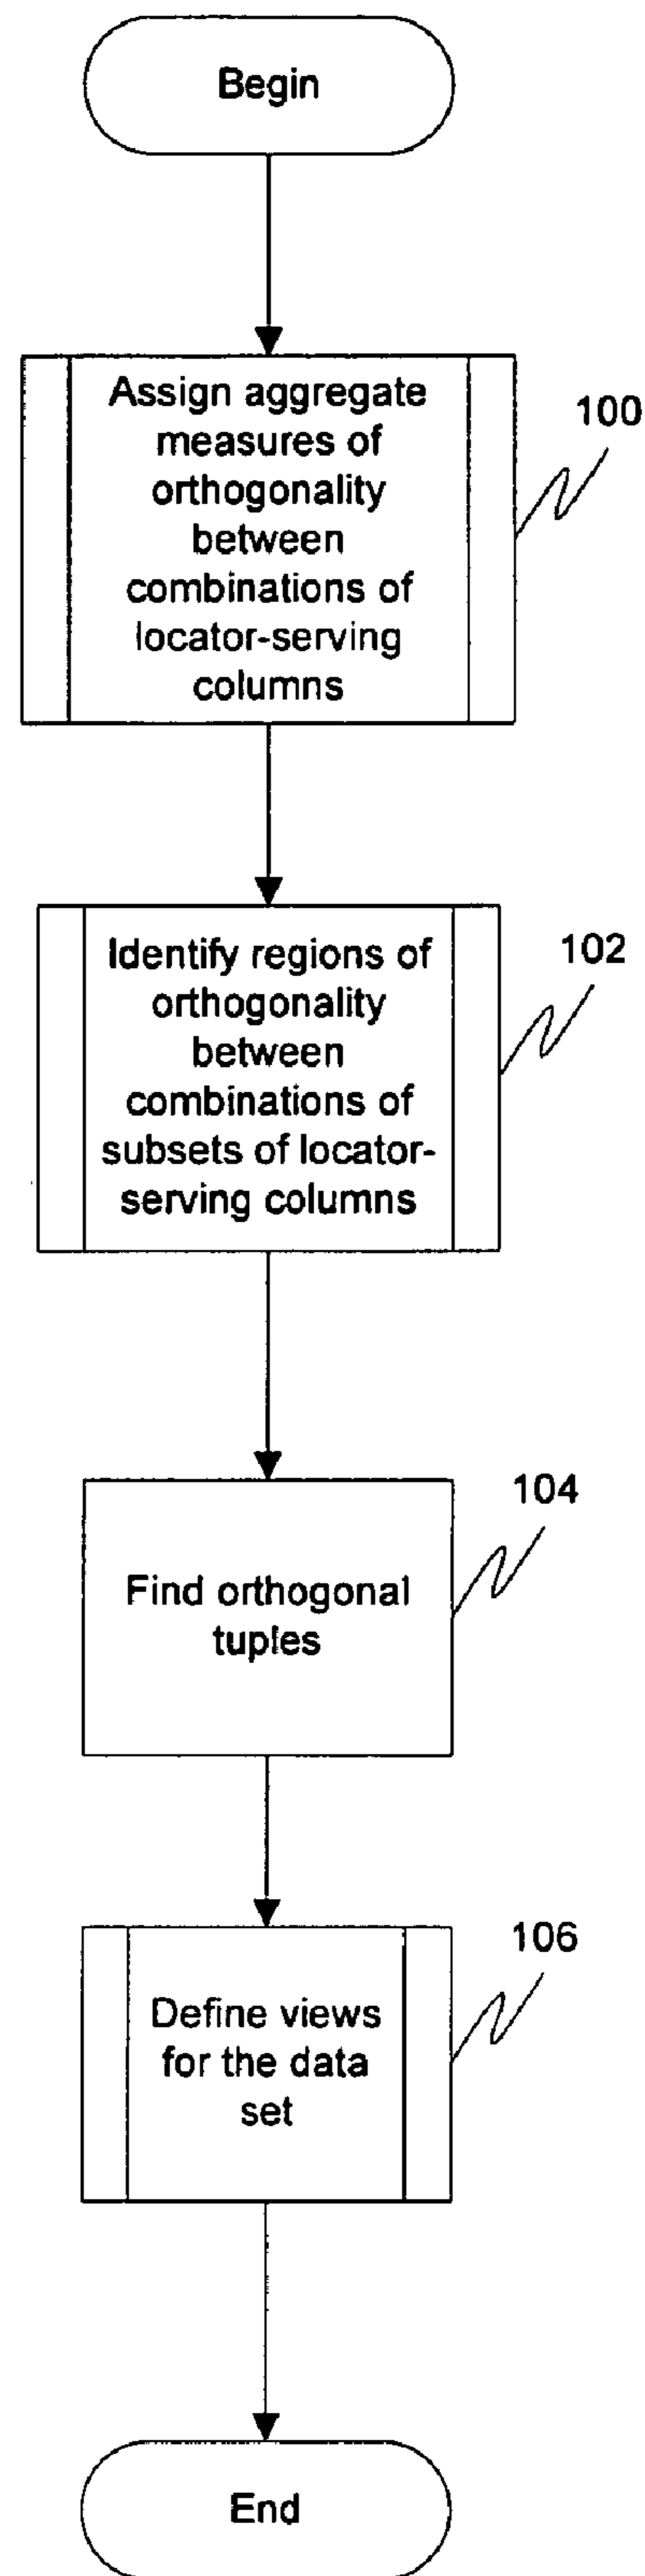 Begin
Assign aggregate
measures of
orthogonality
between
combinations of
locator-serving
columns
100
Identify regions of
orthogonality
between
combinations of
subsets of locator-
serving columns
102
Find orthogonal
tuples
104
Define views
for the data
set
106
End